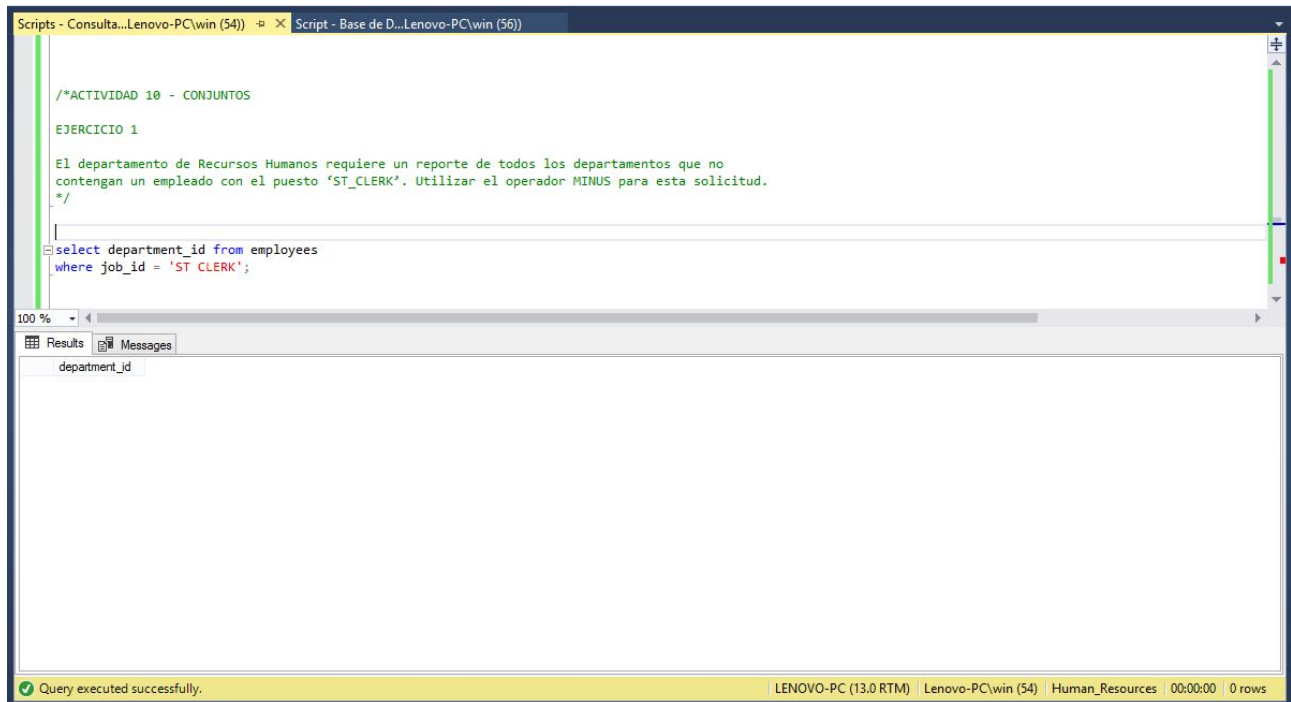 Scripts - Consulta...Lenovo-PC\win (54)) Script - Base de D...Lenovo-PC\win (56))
/*ACTIVIDAD 10 - CONJUNTOS
EJERCICIO 1
El departamento de Recursos Humanos requiere un reporte de todos los departamentos que no
contengan un empleado con el puesto ‘ST_CLERK’. Utilizar el operador MINUS para esta solicitud.
*/
select department_id from employees
where job_id = 'ST CLERK';
100 %
Results Messages
department_id
Query executed successfully. LENOVO-PC (13.0 RTM) Lenovo-PC\win (54) Human_Resources 00:00:00 0 rows